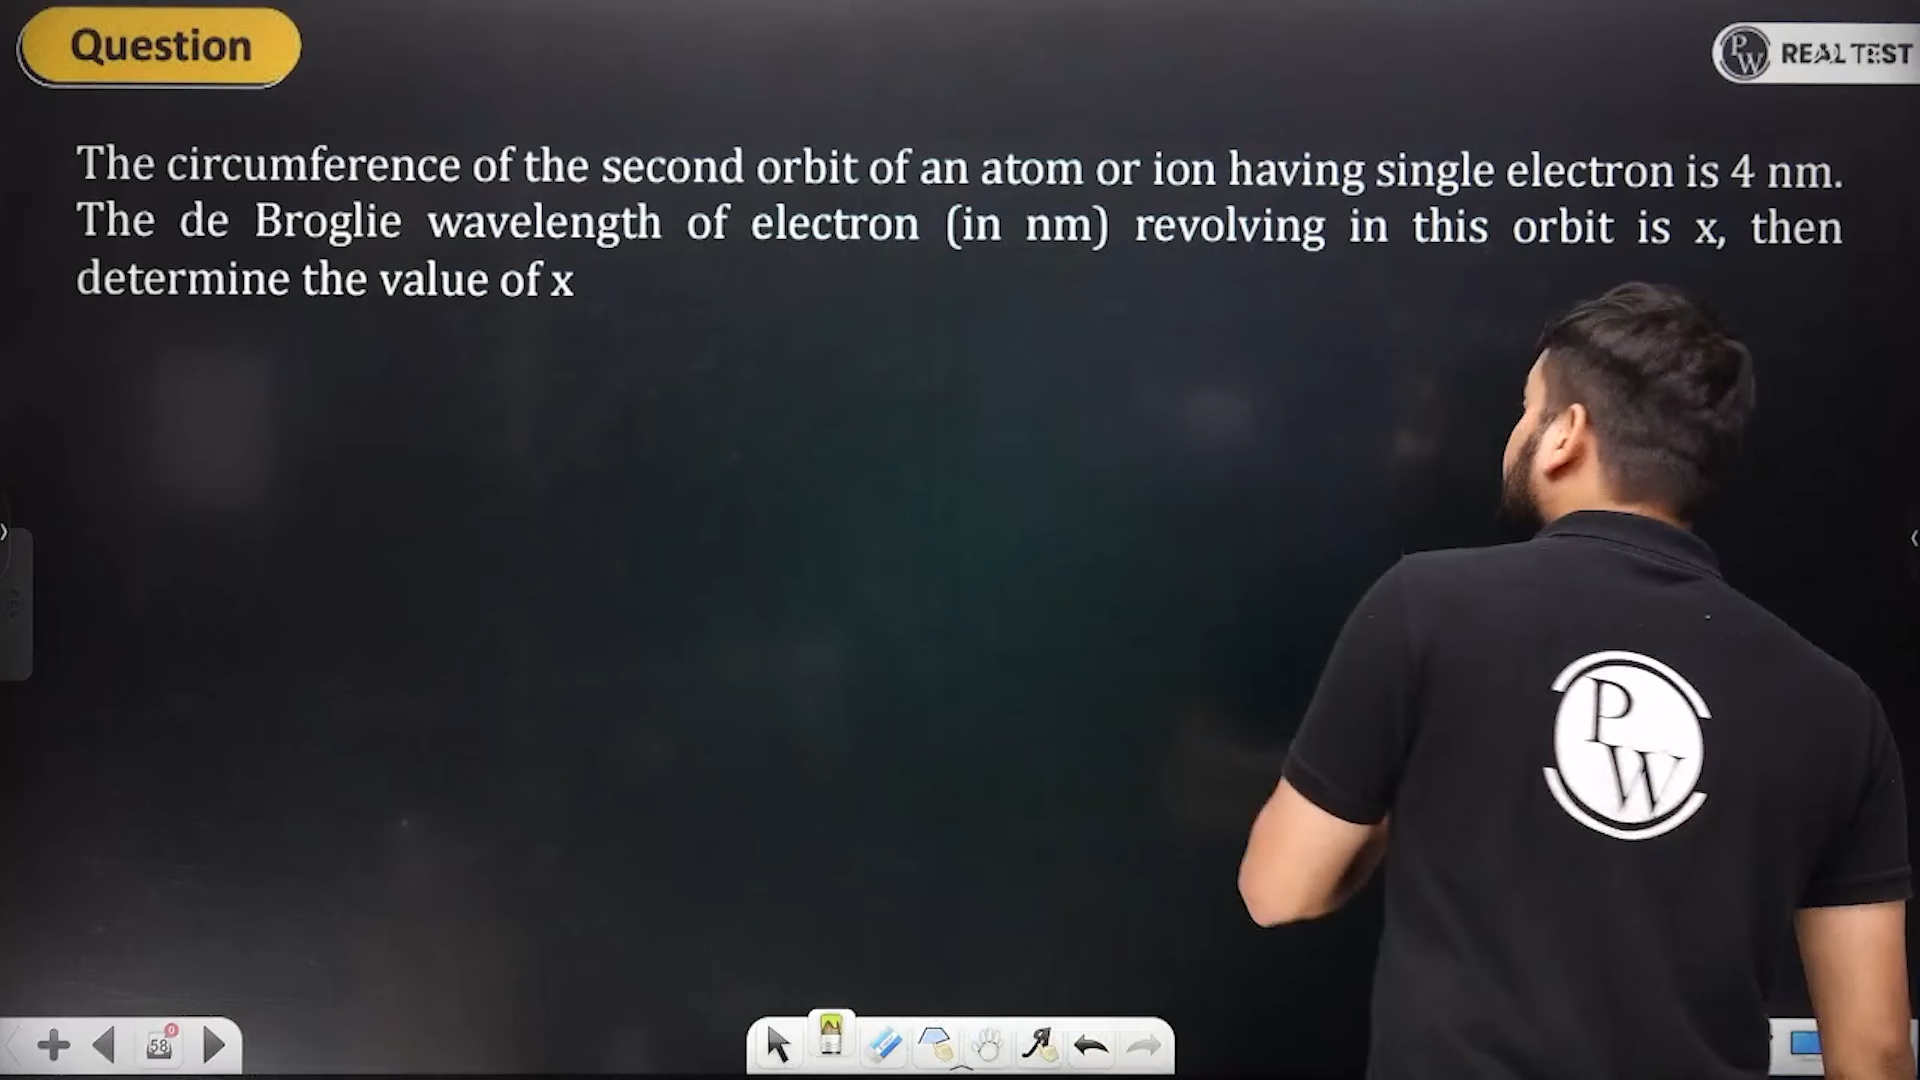 Question
PW REAL TEST
The circumference of the second orbit of an atom or ion having single electron is 4 nm.
The de Broglie wavelength of electron (in nm) revolving in this orbit is x, then
determine the value of x
P
W
58
0